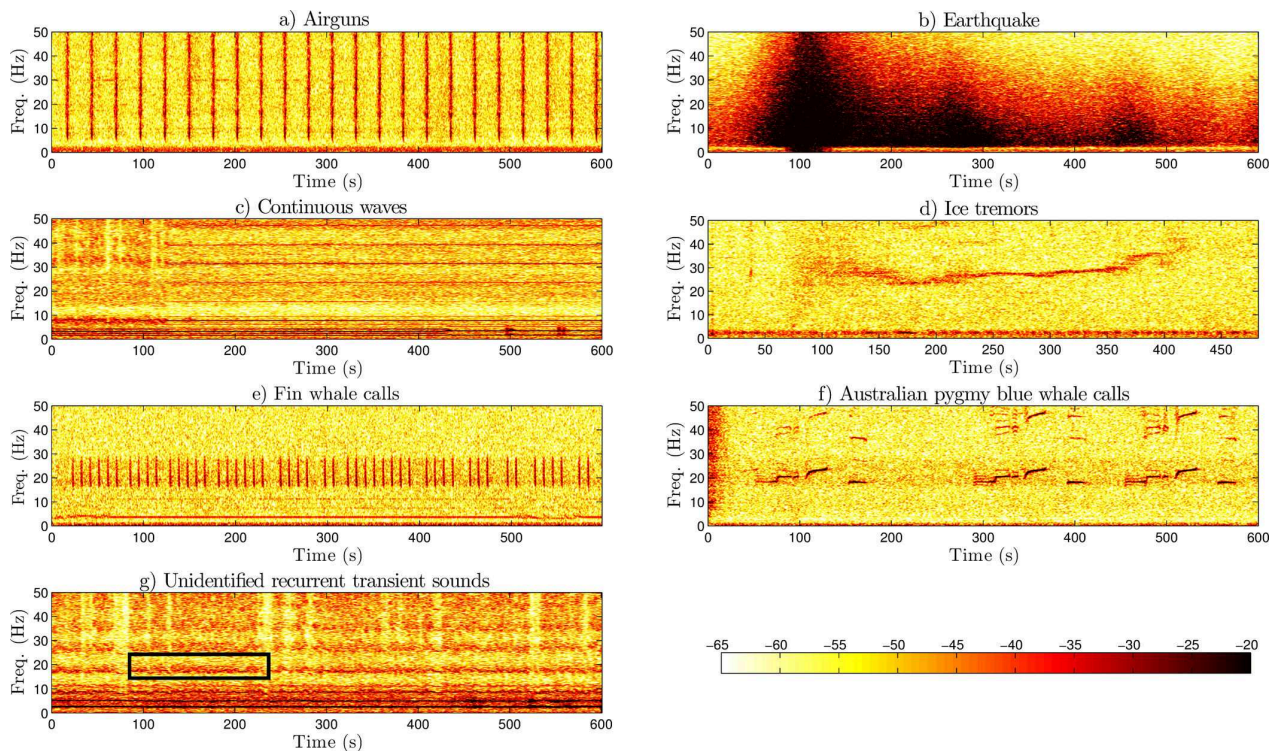 a) Airguns
50
40
30
20
10
0
Freq. (Hz)
0 100 200 300 400 500 600
Time (s)
b) Earthquake
50
40
30
20
10
0
Freq. (Hz)
0 100 200 300 400 500 600
Time (s)
c) Continuous waves
50
40
30
20
10
0
Freq. (Hz)
0 100 200 300 400 500 600
Time (s)
d) Ice tremors
50
40
30
20
10
0
Freq. (Hz)
0 50 100 150 200 250 300 350 400 450
Time (s)
e) Fin whale calls
50
40
30
20
10
0
Freq. (Hz)
0 100 200 300 400 500
Time (s)
f) Australian pygmy blue whale calls
50
40
30
20
10
0
Freq. (Hz)
0 100 200 300 400 500 600
Time (s)
g) Unidentified recurrent transient sounds
50
40
30
20
10
0
Freq. (Hz)
0 100 200 300 400 500 600
Time (s)
−65 −60 −55 −50 −45 −40 −35 −30 −25 −20